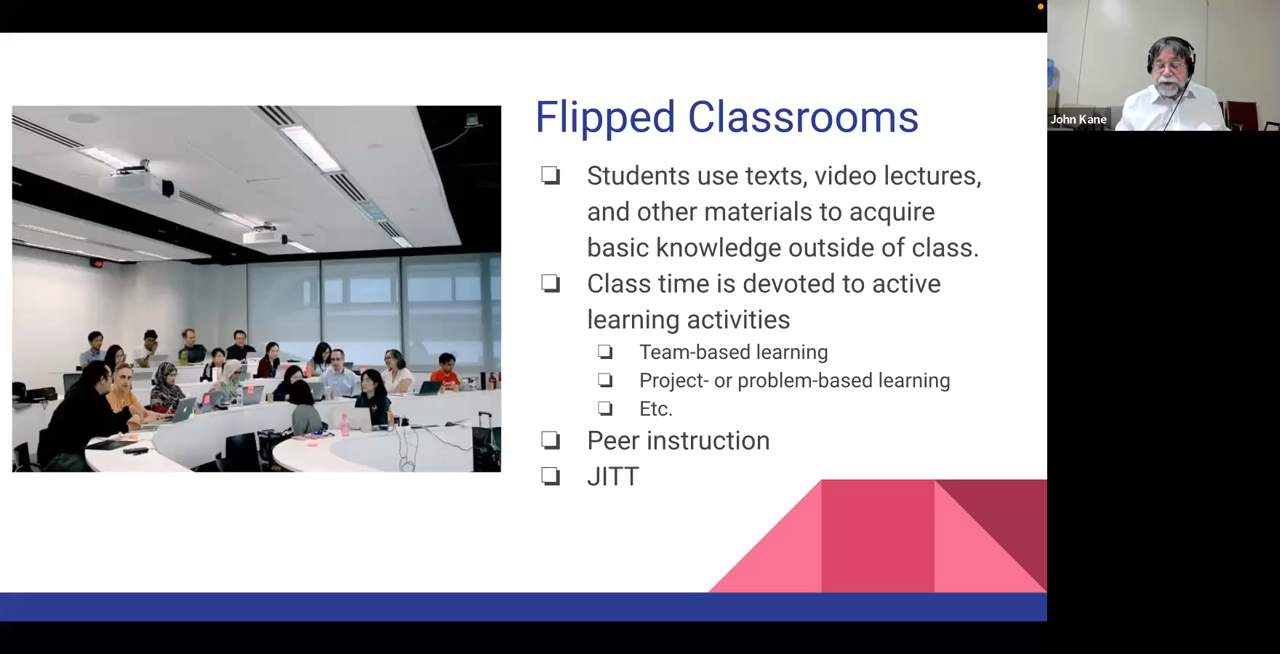 Flipped Classrooms
Students use texts, video lectures,
and other materials to acquire
basic knowledge outside of class.
Class time is devoted to active
learning activities
Team-based learning
Project- or problem-based learning
Etc.
Peer instruction
JITT
John Kane